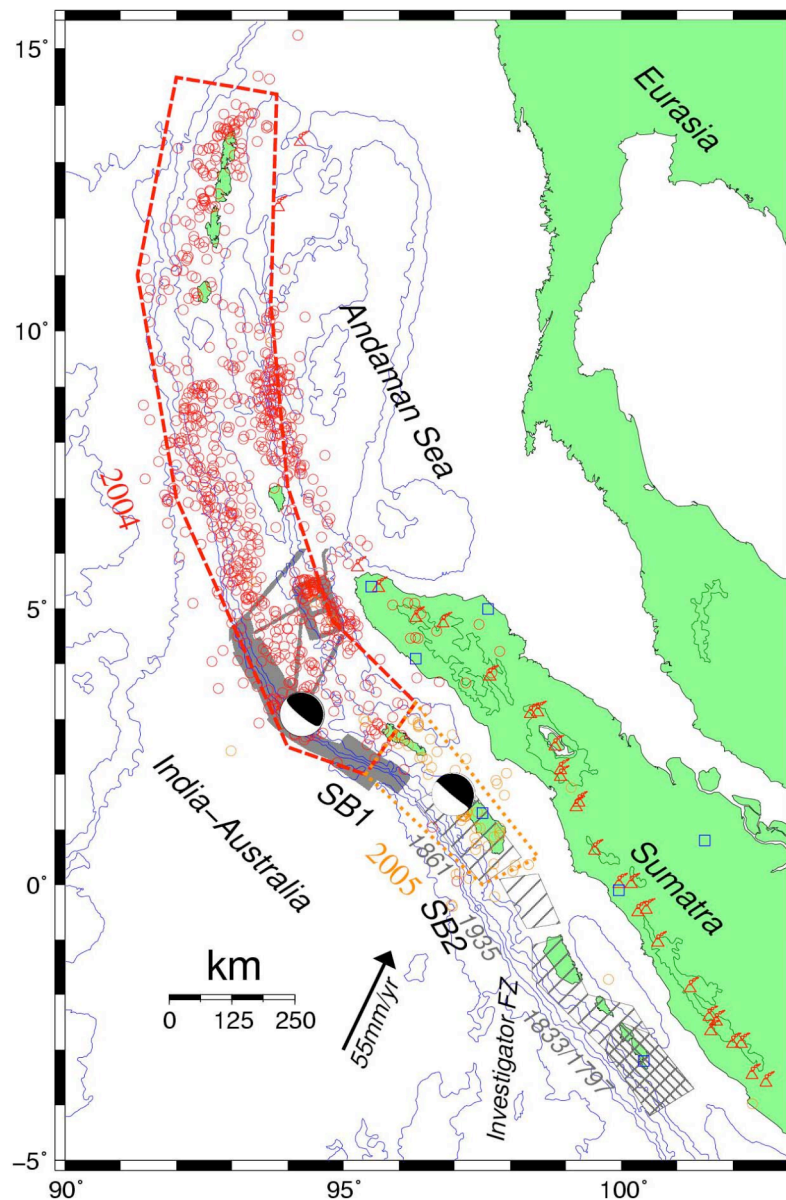 15°
Eurasia
10°
Andaman Sea
2004
5°
India-Australia
SB1
1861
2005
SB2
1935
0°
Sumatra
km
0 125 250
55mm/yr
Investigator FZ
1833/1797
-5°
90° 95° 100°